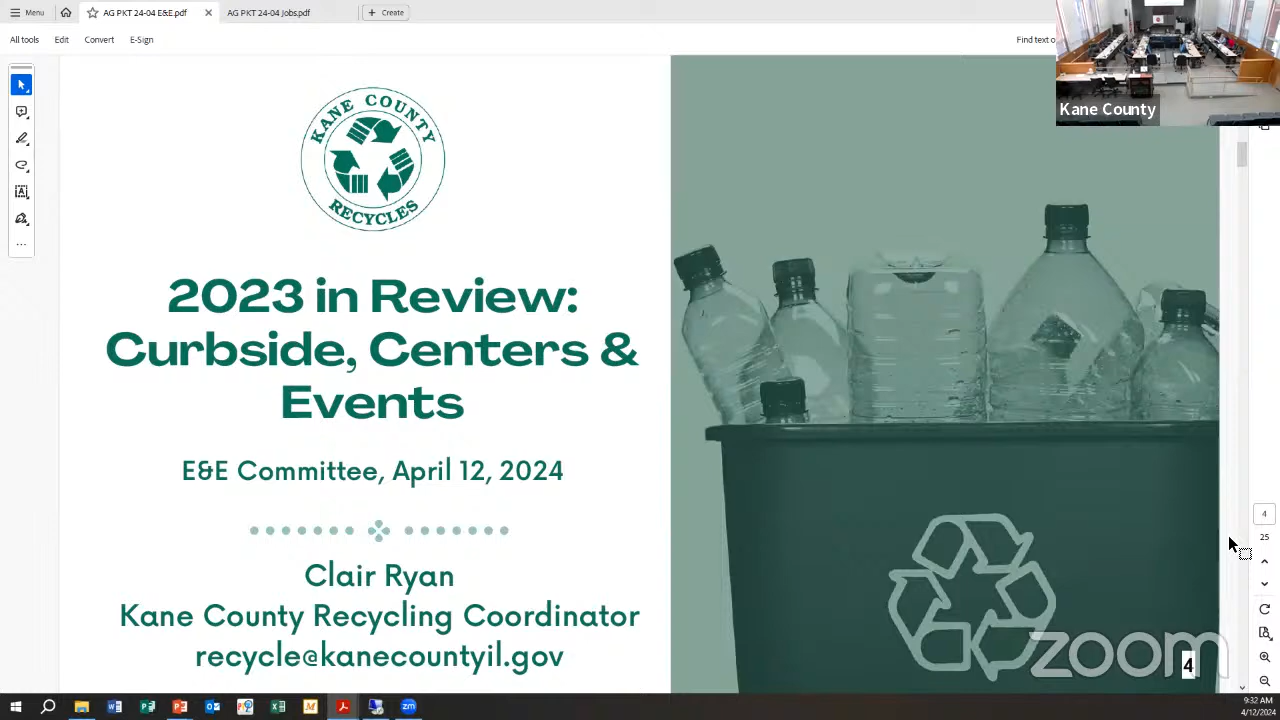 Menu
AG PKT 24-04 E&E.pdf
AG PKT 24-04 Jobs.pdf
Create
All tools
Edit
Convert
E-Sign
Find text o
Kane County
KANE COUNTY
RECYCLES
2023 in Review:
Curbside, Centers &
Events
E&E Committee, April 12, 2024
Clair Ryan
Kane County Recycling Coordinator
recycle@kanecountyil.gov
4
25
zoom
4
9:32 AM
4/12/2024